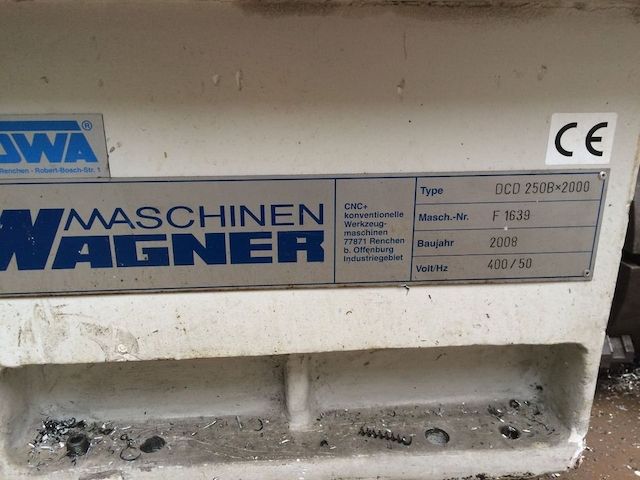 OWA®
Renchen - Robert-Bosch-Str. 1
CE
MASCHINEN
WAGNER
CNC+
konventionelle
Werkzeug-
maschinen
77871 Renchen
b. Offenburg
Industriegebiet
Type DCD 250B×2000
Masch.-Nr. F 1639
Baujahr 2008
Volt/Hz 400/50